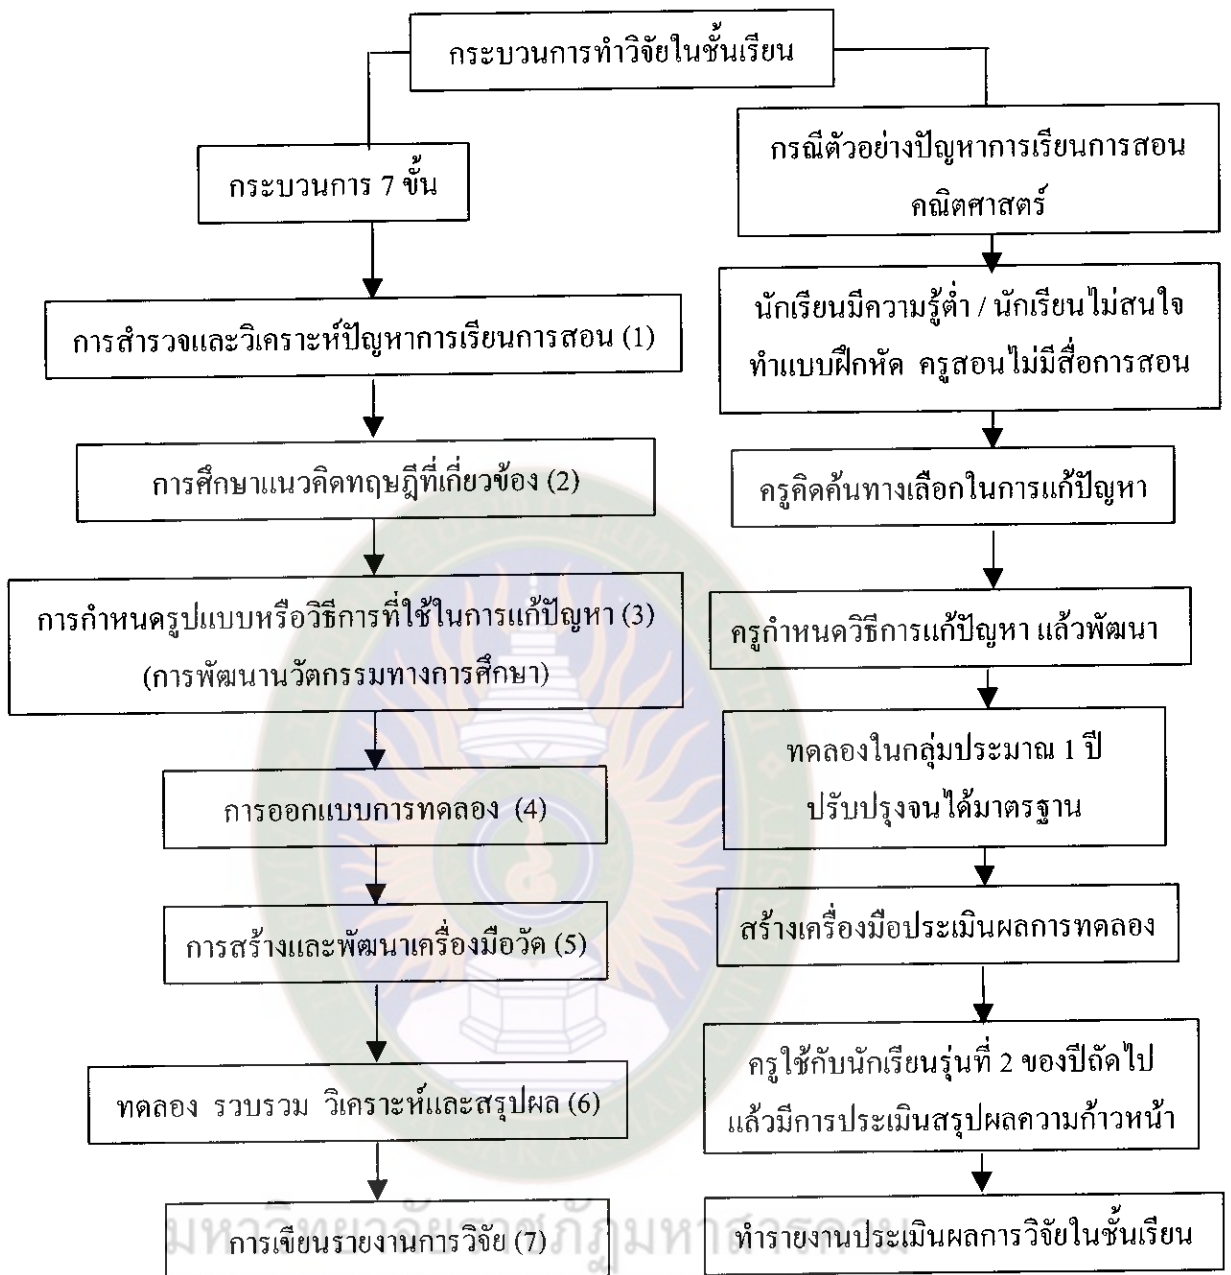 กระบวนการทำวิจัยในชั้นเรียน
กระบวนการ 7 ขั้น
การสำรวจและวิเคราะห์ปัญหาการเรียนการสอน (1)
การศึกษาแนวคิดทฤษฎีที่เกี่ยวข้อง (2)
การกำหนดรูปแบบหรือวิธีการที่ใช้ในการแก้ปัญหา (3)
(การพัฒนานวัตกรรมทางการศึกษา)
การออกแบบการทดลอง (4)
การสร้างและพัฒนาเครื่องมือวัด (5)
ทดลอง รวบรวม วิเคราะห์และสรุปผล (6)
การเขียนรายงานการวิจัย (7)
กรณีตัวอย่างปัญหาการเรียนการสอน
คณิตศาสตร์
นักเรียนมีความรู้ต่ำ / นักเรียนไม่สนใจ
ทำแบบฝึกหัด ครูสอนไม่มีสื่อการสอน
ครูคิดค้นทางเลือกในการแก้ปัญหา
ครูกำหนดวิธีการแก้ปัญหา แล้วพัฒนา
ทดลองในกลุ่มประมาณ 1 ปี
ปรับปรุงจนได้มาตรฐาน
สร้างเครื่องมือประเมินผลการทดลอง
ครูใช้กับนักเรียนรุ่นที่ 2 ของปีถัดไป
แล้วมีการประเมินสรุปผลความก้าวหน้า
ทำรายงานประเมินผลการวิจัยในชั้นเรียน
มหาวิทยาลัยราชภัฏมหาสารคาม